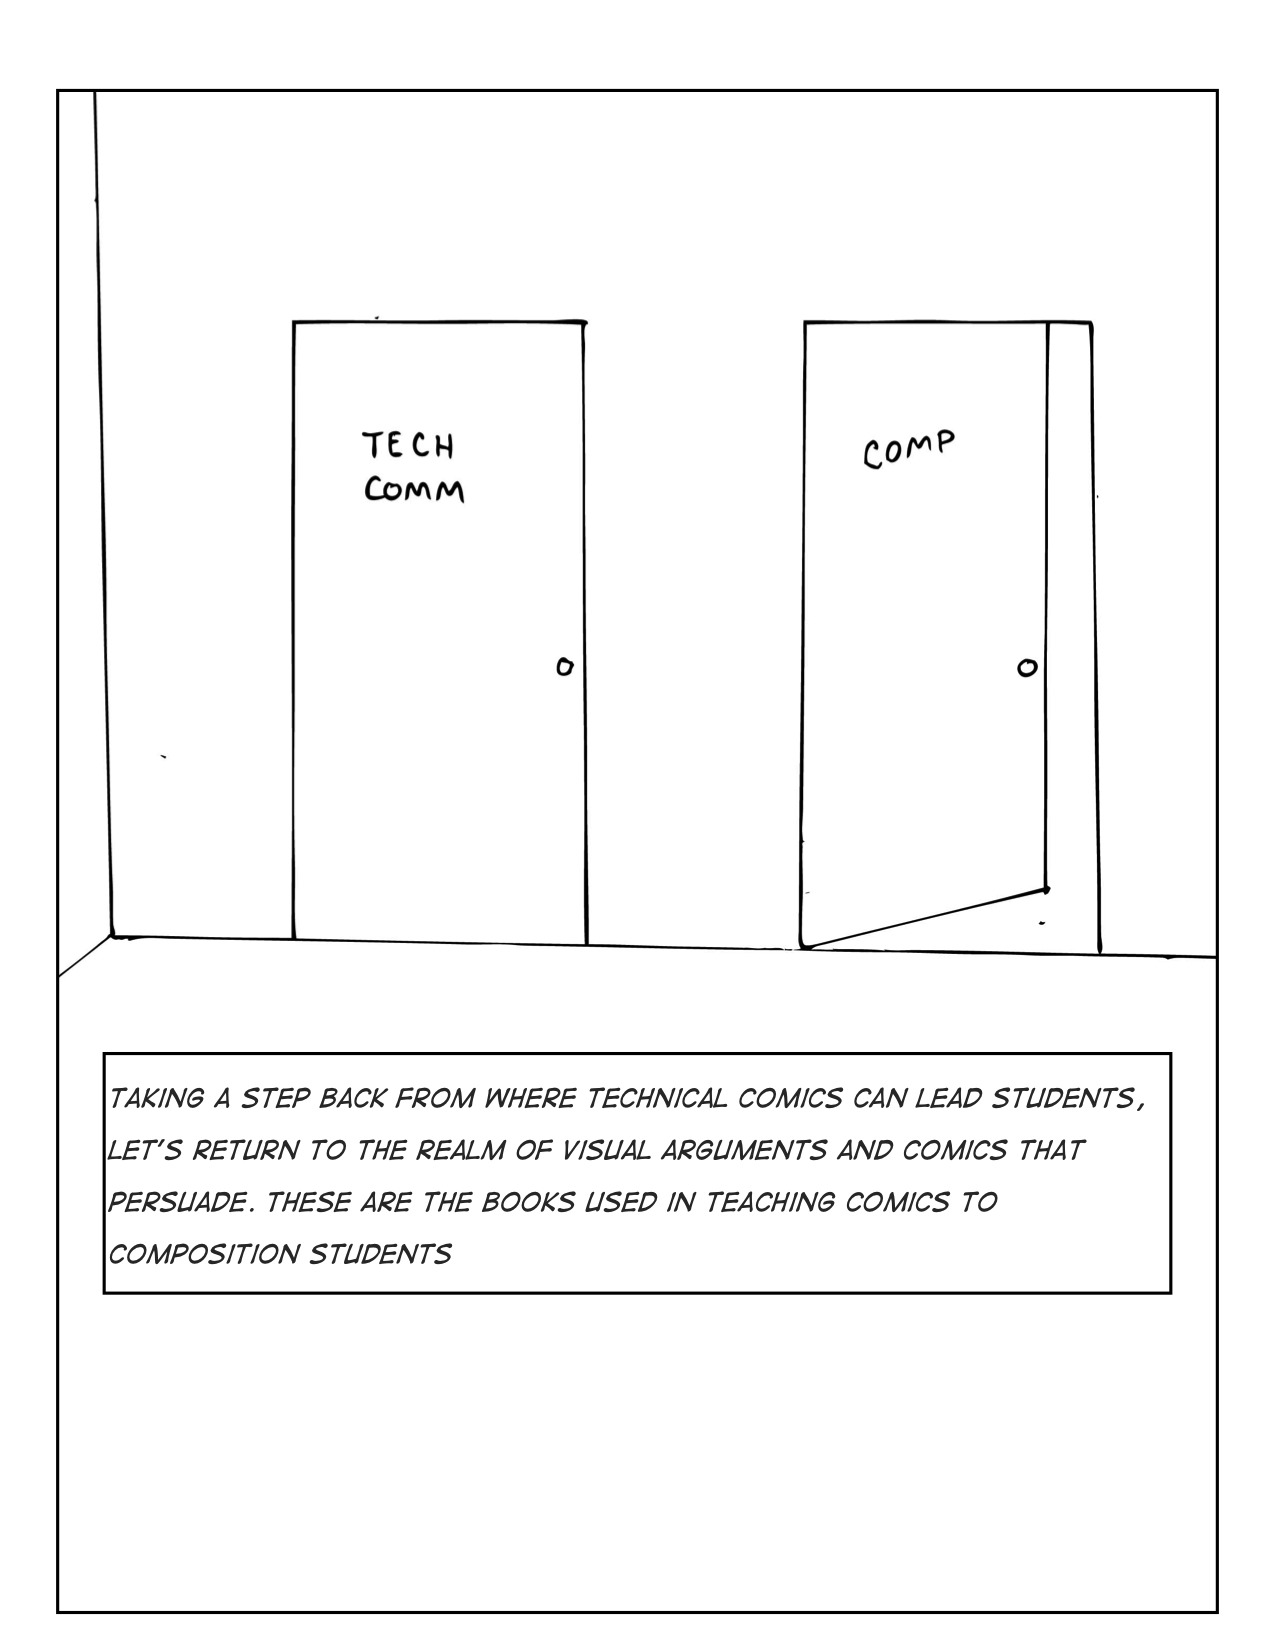 TECH
COMM
COMP
TAKING A STEP BACK FROM WHERE TECHNICAL COMICS CAN LEAD STUDENTS,
LET'S RETURN TO THE REALM OF VISUAL ARGUMENTS AND COMICS THAT
PERSUADE. THESE ARE THE BOOKS USED IN TEACHING COMICS TO
COMPOSITION STUDENTS